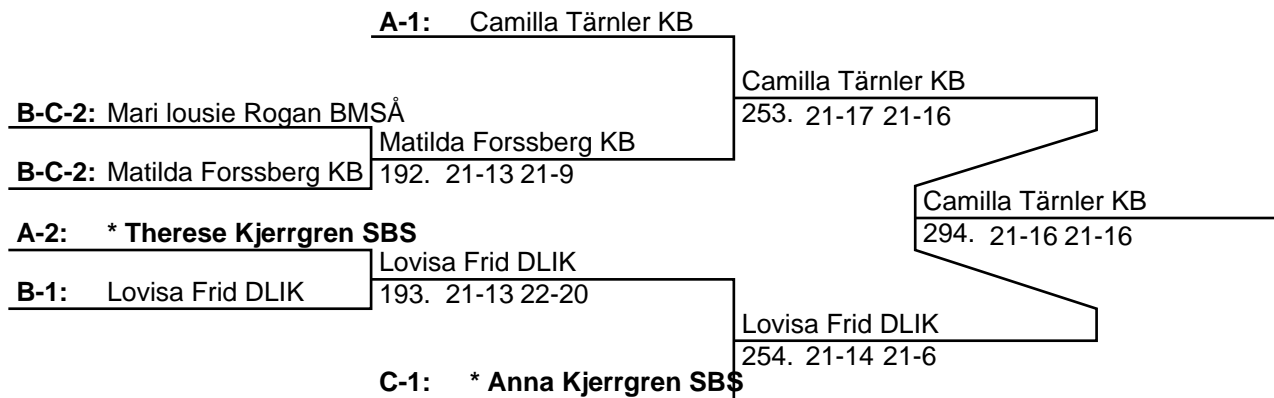 A-1: Camilla Tärnler KB
Camilla Tärnler KB
B-C-2: Mari lousie Rogan BMSÅ
253. 21-17 21-16
Matilda Forssberg KB
B-C-2: Matilda Forssberg KB
192. 21-13 21-9
Camilla Tärnler KB
A-2: * Therese Kjerrgren SBS
294. 21-16 21-16
Lovisa Frid DLIK
B-1: Lovisa Frid DLIK
193. 21-13 22-20
Lovisa Frid DLIK
254. 21-14 21-6
C-1: * Anna Kjerrgren SBS